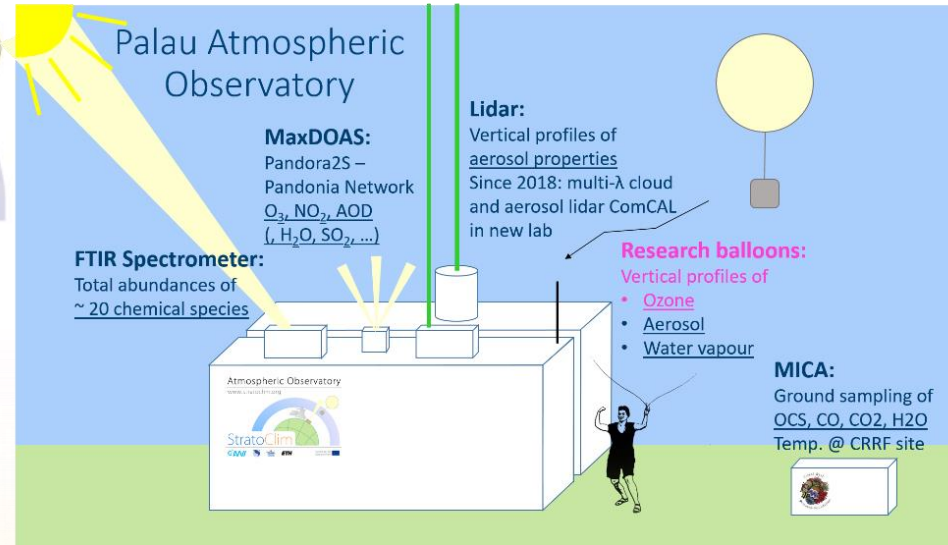 Palau Atmospheric
Observatory
MaxDOAS:
Pandora2S –
Pandonia Network
O₃, NO₂, AOD
(, H₂O, SO₂, ...)
Lidar:
Vertical profiles of
aerosol properties
Since 2018: multi-λ cloud
and aerosol lidar ComCAL
in new lab
FTIR Spectrometer:
Total abundances of
~ 20 chemical species
Research balloons:
Vertical profiles of
• Ozone
• Aerosol
• Water vapour
MICA:
Ground sampling of
OCS, CO, CO2, H2O
Temp. @ CRRF site
Atmospheric Observatory
StratoClim